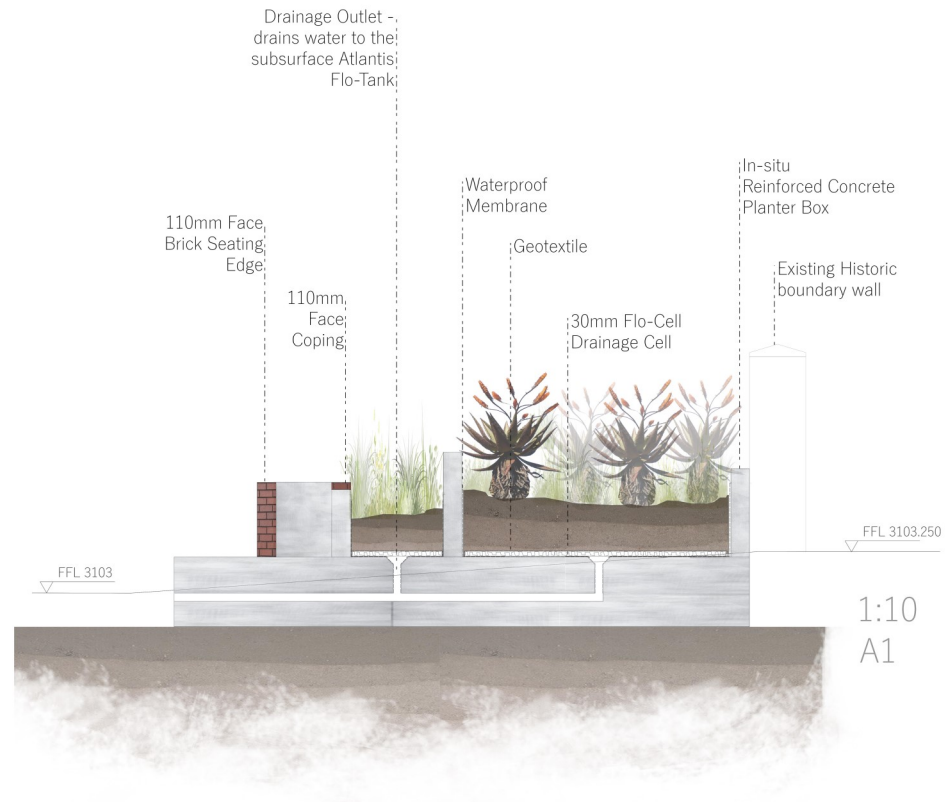 Drainage Outlet -
drains water to the
subsurface Atlantis
Flo-Tank
In-situ
Reinforced Concrete
Planter Box
Waterproof
Membrane
110mm Face
Brick Seating
Edge
Geotextile
Existing Historic
boundary wall
110mm
Face
Coping
30mm Flo-Cell
Drainage Cell
FFL 3103.250
FFL 3103
1:10
A1